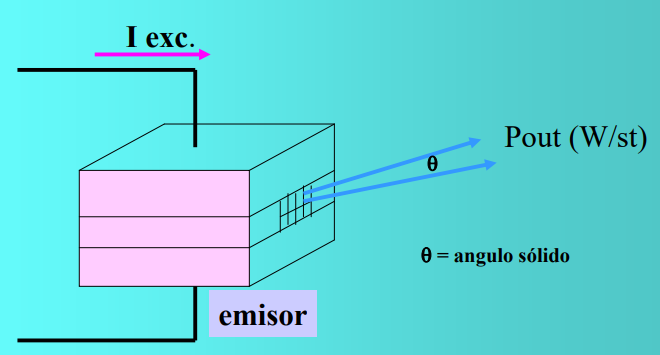 I exc.
Pout (W/st)
θ
θ = angulo sólido
emisor